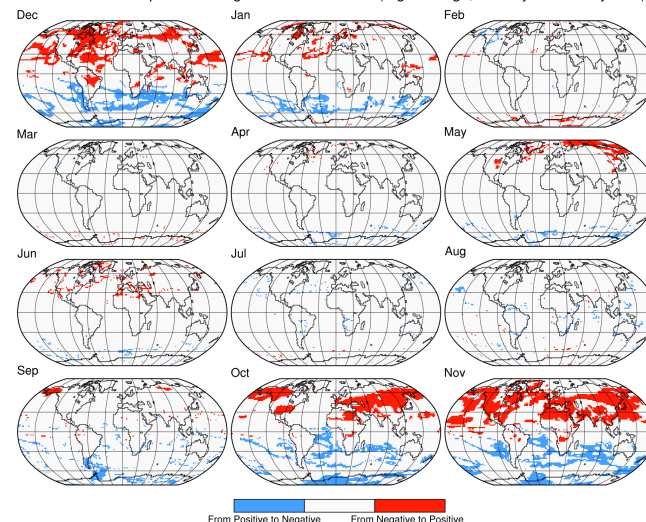 Dec Jan Feb
Mar Apr May
Jun Jul Aug
Sep Oct Nov
From Positive to Negative From Negative to Positive